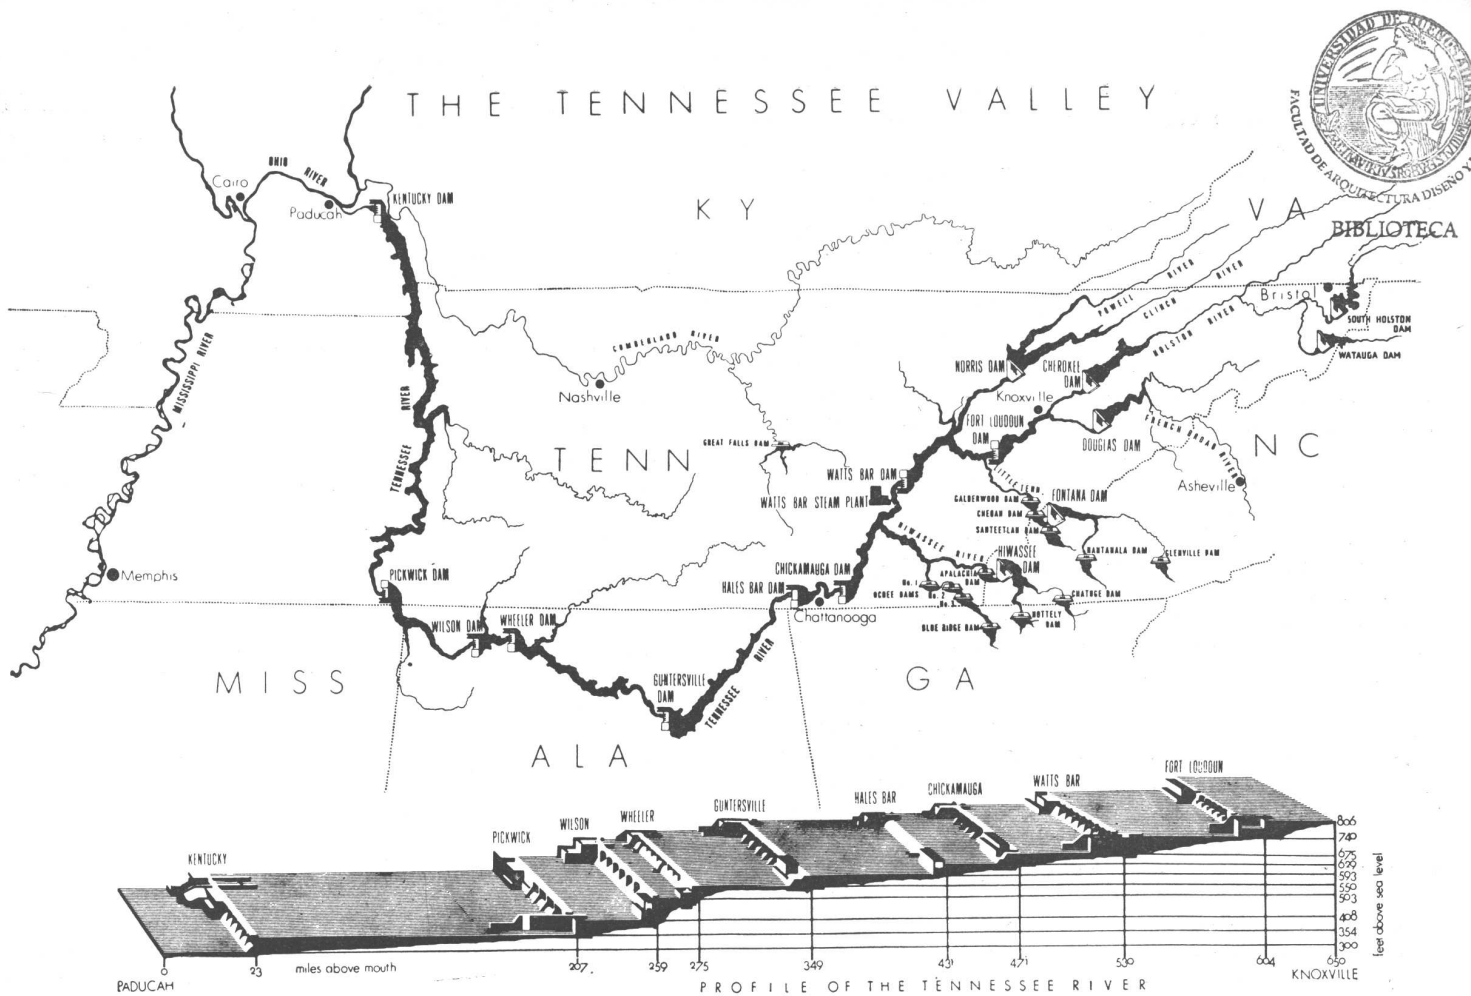 THE TENNESSEE VALLEY
UNIVERSIDAD DE BUENOS AIRES
FACULTAD DE ARQUITECTURA DISEÑO Y
BIBLIOTECA
Cairo
OHIO RIVER
Paducah
KENTUCKY DAM
KY
VA
Bristol
SOUTH HOLSTON
DAM
WATAUGA DAM
POWELL RIVER
CLINCH RIVER
HOLSTON RIVER
MISSISSIPPI RIVER
CUMBERLAND RIVER
Nashville
TENNESSEE RIVER
NORRIS DAM
CHEROKEE
DAM
Knoxville
FORT LOUDOUN
DAM
DOUGLAS DAM
FRENCH BROAD RIVER
NC
Asheville
GREAT FALLS DAM
TENN
WATTS BAR DAM
WATTS BAR STEAM PLANT
LITTLE TENN.
CALDERWOOD DAM
FONTANA DAM
CHEOAH DAM
SANTEETLAH DAM
NANTAHALA DAM
GLENVILLE DAM
HIWASSEE RIVER
HIWASSEE
DAM
APALACHIA
DAM
Memphis
PICKWICK DAM
CHICKAMAUGA DAM
HALES BAR DAM
Chattanooga
OCOEE DAMS
No. 1
No. 2
No. 3
CHATUGE DAM
NOTTELY
DAM
BLUE RIDGE DAM
WILSON DAM
WHEELER DAM
GUNTERSVILLE
DAM
TENNESSEE RIVER
MISS
GA
ALA
KENTUCKY
PICKWICK
WILSON
WHEELER
GUNTERSVILLE
HALES BAR
CHICKAMAUGA
WATTS BAR
FORT LOUDOUN
806
740
675
629
593
550
503
408
354
300
feet above sea level
0
23
miles above mouth
207
259
275
349
431
471
530
604
650
PADUCAH
KNOXVILLE
PROFILE OF THE TENNESSEE RIVER